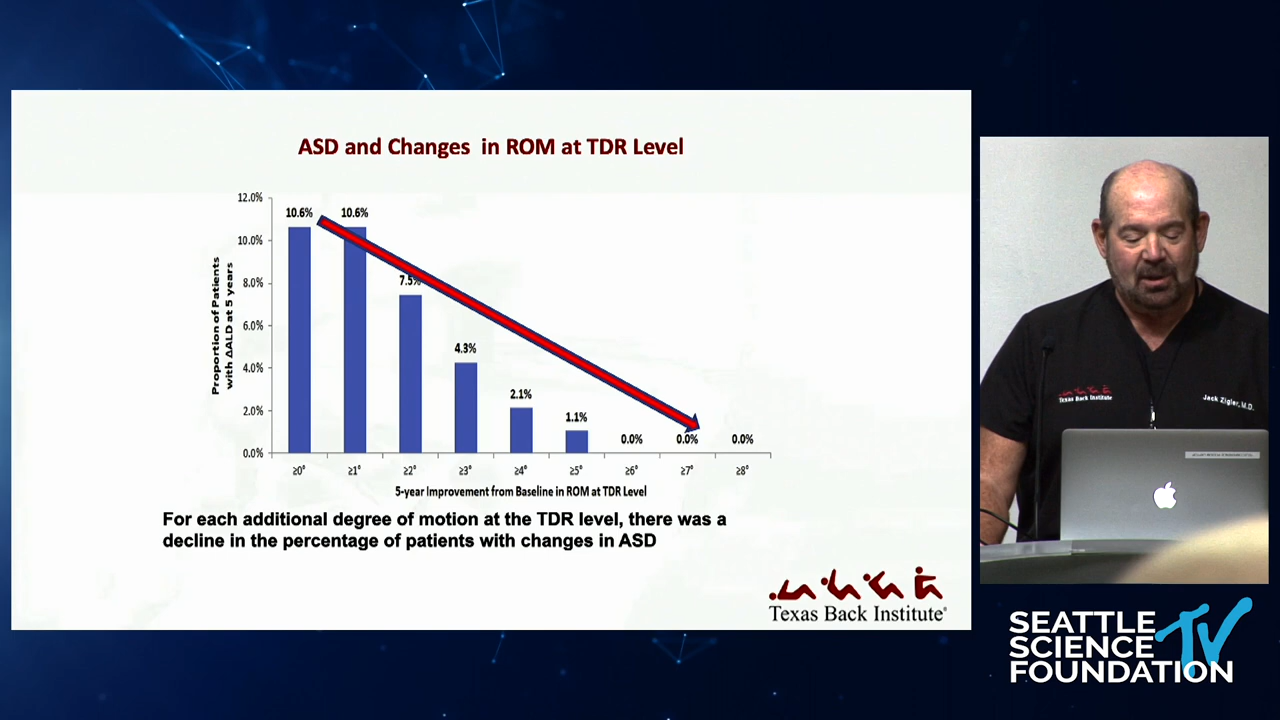 ASD and Changes in ROM at TDR Level
12.0%
10.0%
8.0%
6.0%
4.0%
2.0%
0.0%
Proportion of Patients
with ΔALD at 5 years
10.6%
10.6%
7.5%
4.3%
2.1%
1.1%
0.0%
0.0%
0.0%
≥0°
≥1°
≥2°
≥3°
≥4°
≥5°
≥6°
≥7°
≥8°
5-year Improvement from Baseline in ROM at TDR Level
For each additional degree of motion at the TDR level, there was a
decline in the percentage of patients with changes in ASD
Texas Back Institute®
Texas Back Institute
Jack Zigler, M.D.
SEATTLE
SCIENCE
FOUNDATION
TV